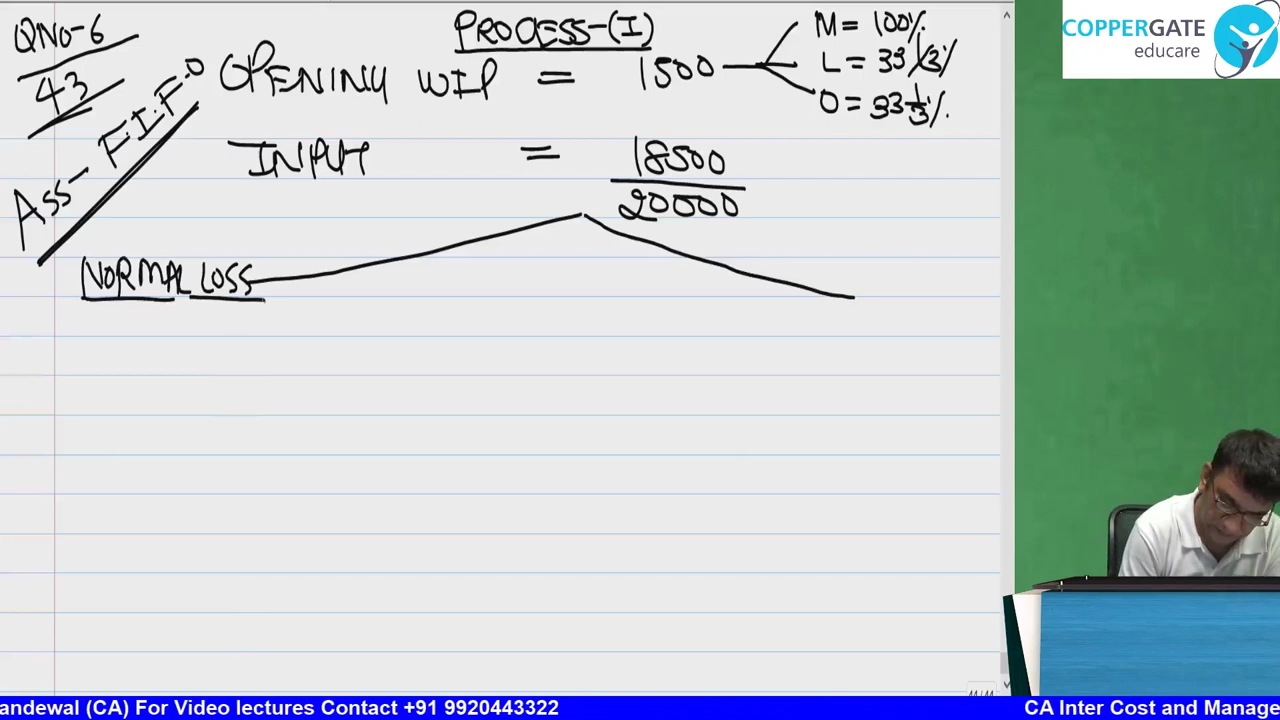 QNo-6
43
Ass- F.I.F.O
PROCESS-(I)
OPENING WIP = 1500
M = 100%
L = 33 1/3%
O = 33 1/3%
INPUT = 18500
20000
NORMAL LOSS
COPPERGATE
educare
andewal (CA) For Video lectures Contact +91 9920443322
CA Inter Cost and Manage